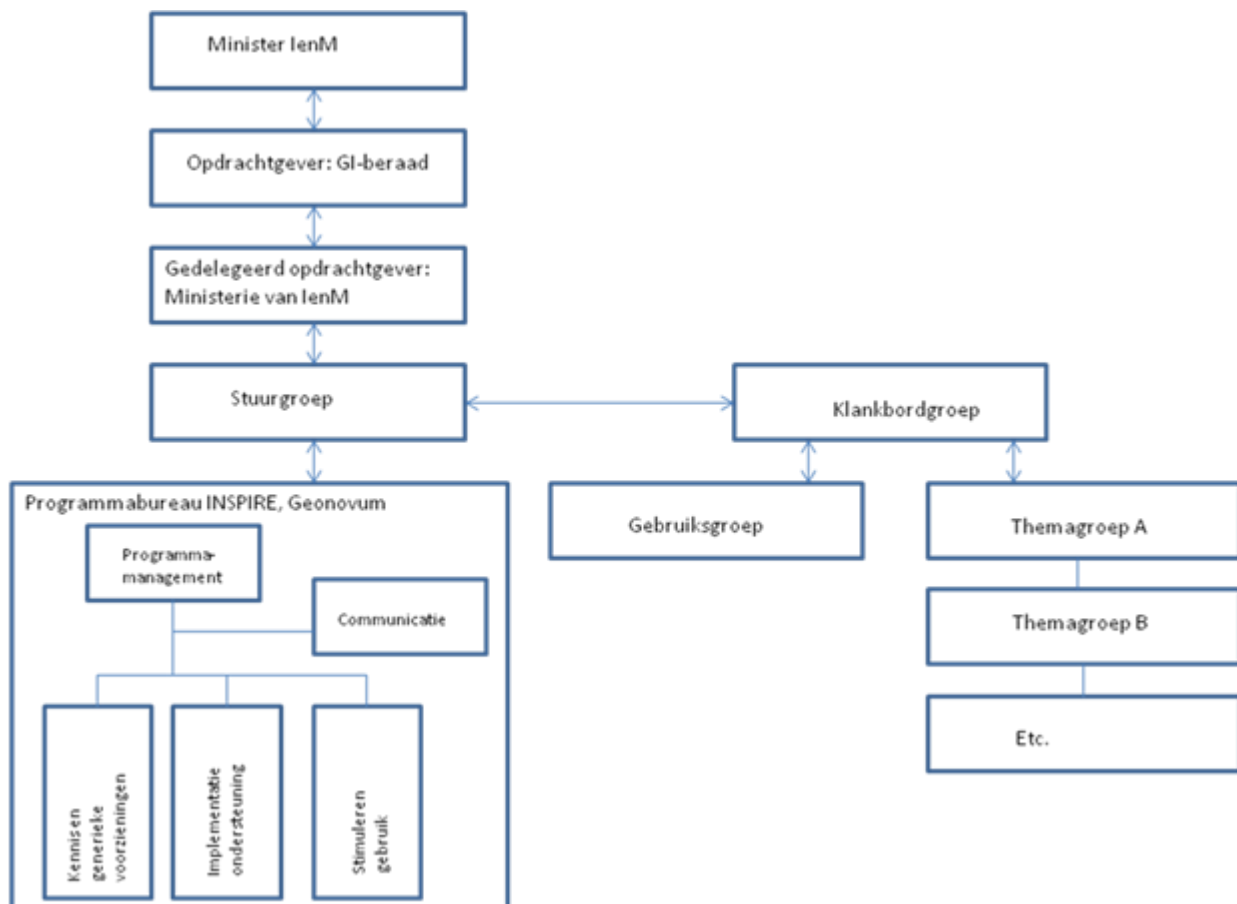 Minister IenM
Opdrachtgever: GI-beraad
Gedelegeerd opdrachtgever:
Ministerie van IenM
Stuurgroep
Klankbordgroep
Programmabureau INSPIRE, Geonovum
Programma-
management
Communicatie
Kennis en
generieke
voorzieningen
Implementatie
ondersteuning
Stimuleren
gebruik
Gebruiksgroep
Themagroep A
Themagroep B
Etc.